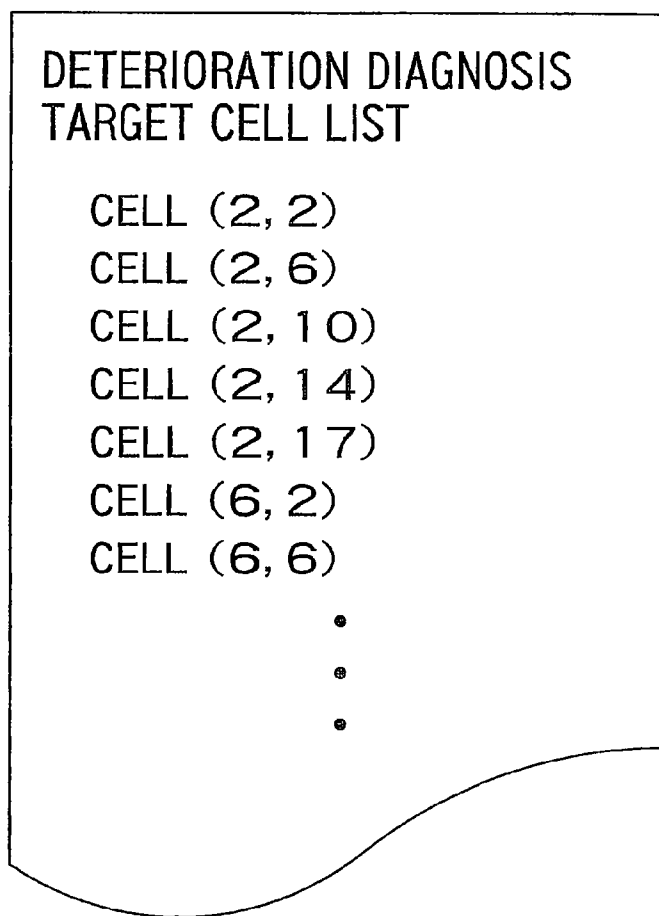 DETERIORATION DIAGNOSIS
TARGET CELL LIST
CELL (2, 2)
CELL (2, 6)
CELL (2, 10)
CELL (2, 14)
CELL (2, 17)
CELL (6, 2)
CELL (6, 6)